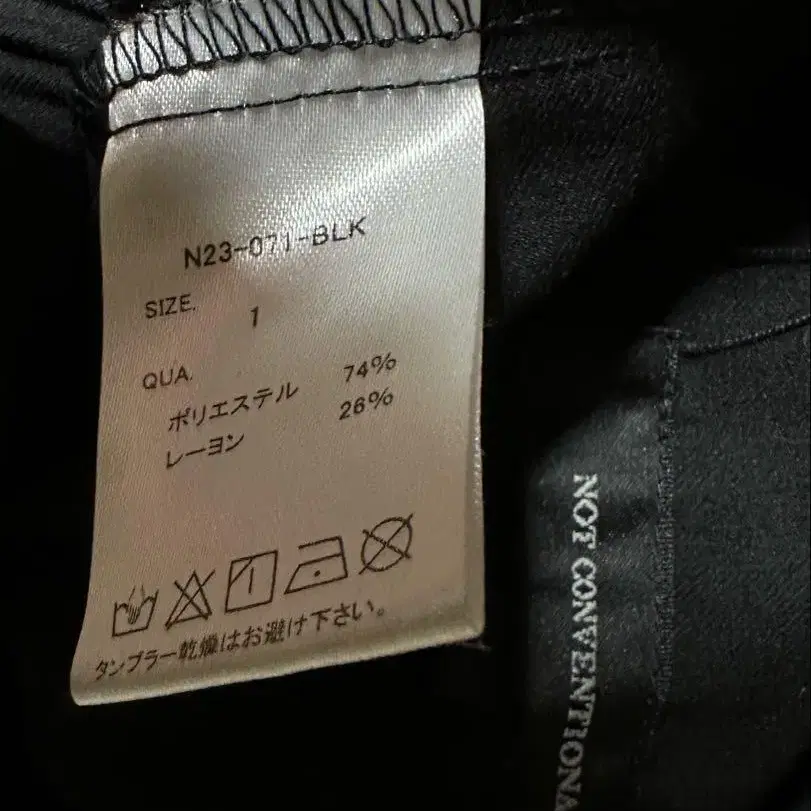 N23-071-BLK
SIZE. 1
QUA.
ポリエステル 74%
レーヨン 26%
タンブラー乾燥はお避け下さい。
NOT CONVENTIONA